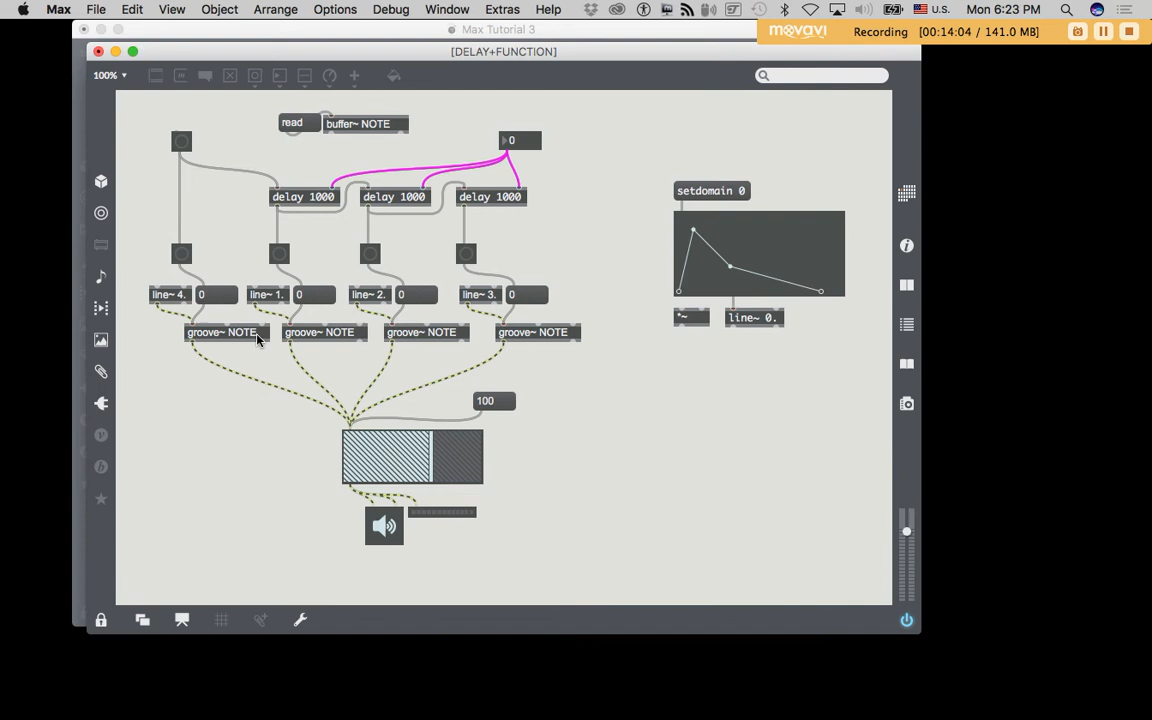 Max File Edit View Object Arrange Options Debug Window Extras Help U.S. Mon 6:23 PM
Max Tutorial 3
movavi Recording [00:14:04 / 141.0 MB]
[DELAY+FUNCTION]
100%
read buffer~ NOTE
0
setdomain 0
delay 1000 delay 1000 delay 1000
line~ 4. 0 line~ 1. 0 line~ 2. 0 line~ 3. 0
*~ line~ 0.
groove~ NOTE groove~ NOTE groove~ NOTE groove~ NOTE
100